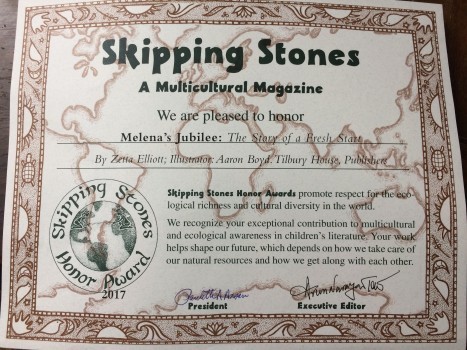 Skipping Stones
A Multicultural Magazine
We are pleased to honor
Melena's Jubilee: The Story of a Fresh Start
By Zetta Elliott; Illustrator: Aaron Boyd. Tilbury House, Publishers
Skipping Stones Honor Awards promote respect for the eco-
logical richness and cultural diversity in the world.
We recognize your exceptional contribution to multicultural
and ecological awareness in children's literature. Your work
helps shape our future, which depends on how we take care of
our natural resources and how we get along with each other.
Skipping Stones
Honor Award
2017
President
Executive Editor